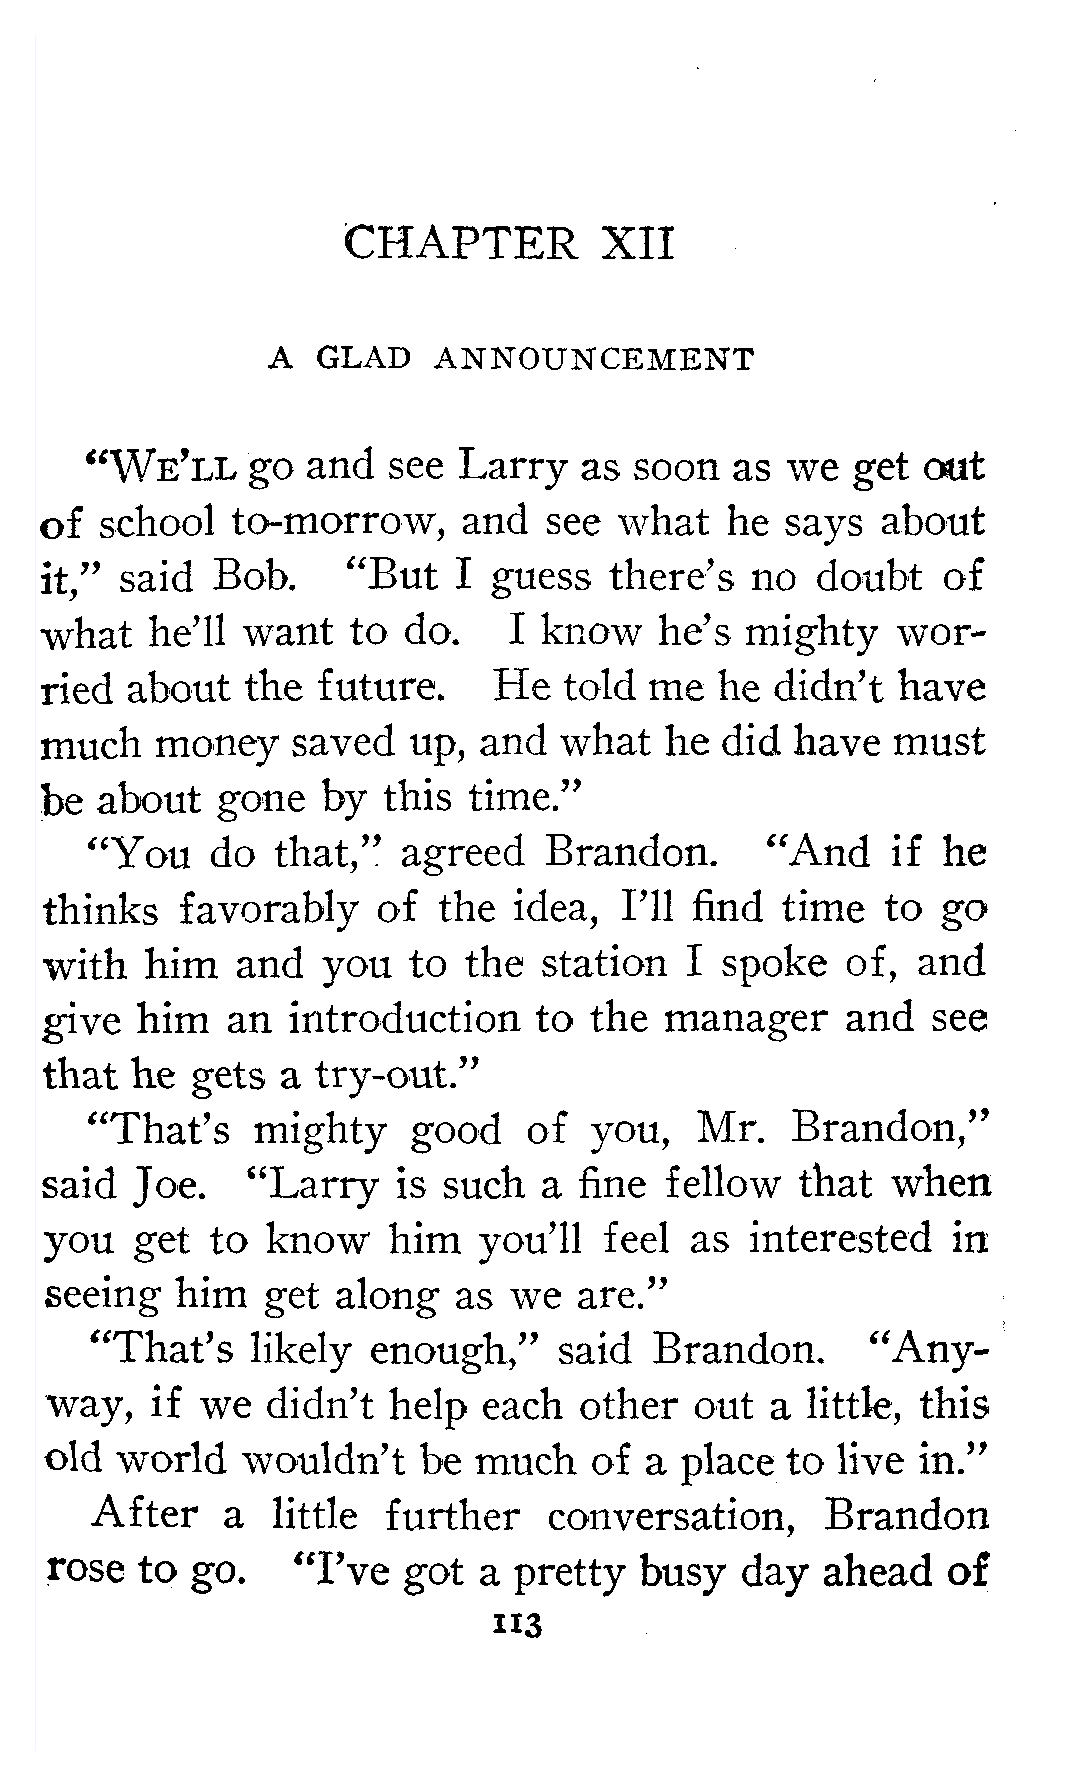 CHAPTER XII
A GLAD ANNOUNCEMENT
“WE’LL go and see Larry as soon as we get out
of school to-morrow, and see what he says about
it,” said Bob. “But I guess there’s no doubt of
what he’ll want to do. I know he’s mighty wor-
ried about the future. He told me he didn’t have
much money saved up, and what he did have must
be about gone by this time.”
“You do that,” agreed Brandon. “And if he
thinks favorably of the idea, I’ll find time to go
with him and you to the station I spoke of, and
give him an introduction to the manager and see
that he gets a try-out.”
“That’s mighty good of you, Mr. Brandon,”
said Joe. “Larry is such a fine fellow that when
you get to know him you’ll feel as interested in
seeing him get along as we are.”
“That’s likely enough,” said Brandon. “Any-
way, if we didn’t help each other out a little, this
old world wouldn’t be much of a place to live in.”
After a little further conversation, Brandon
rose to go. “I’ve got a pretty busy day ahead of
113